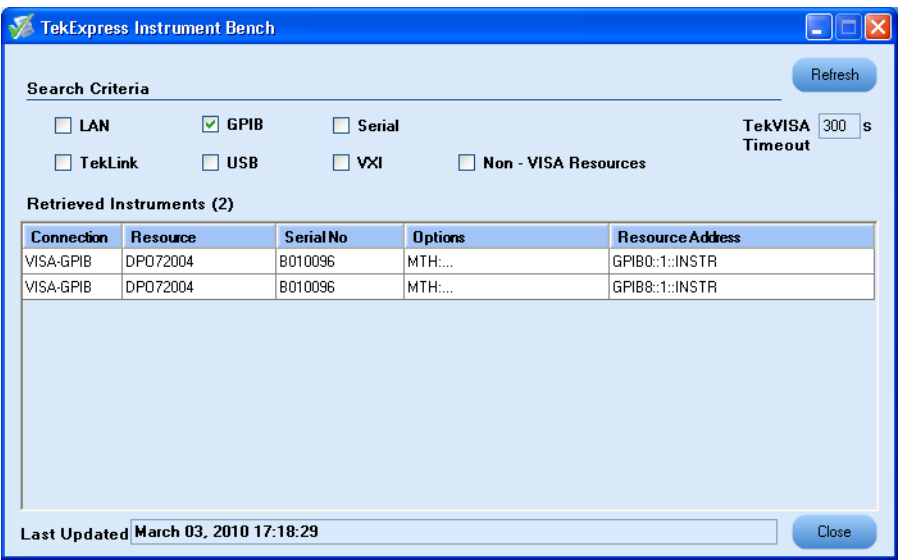 TekExpress Instrument Bench
Refresh
Search Criteria
LAN GPIB Serial TekVISA 300 s
Timeout
TekLink USB VXI Non - VISA Resources
Retrieved Instruments (2)
Connection Resource Serial No Options Resource Address
VISA-GPIB DPO72004 B010096 MTH:... GPIB0::1::INSTR
VISA-GPIB DPO72004 B010096 MTH:... GPIB8::1::INSTR
Last Updated March 03, 2010 17:18:29 Close